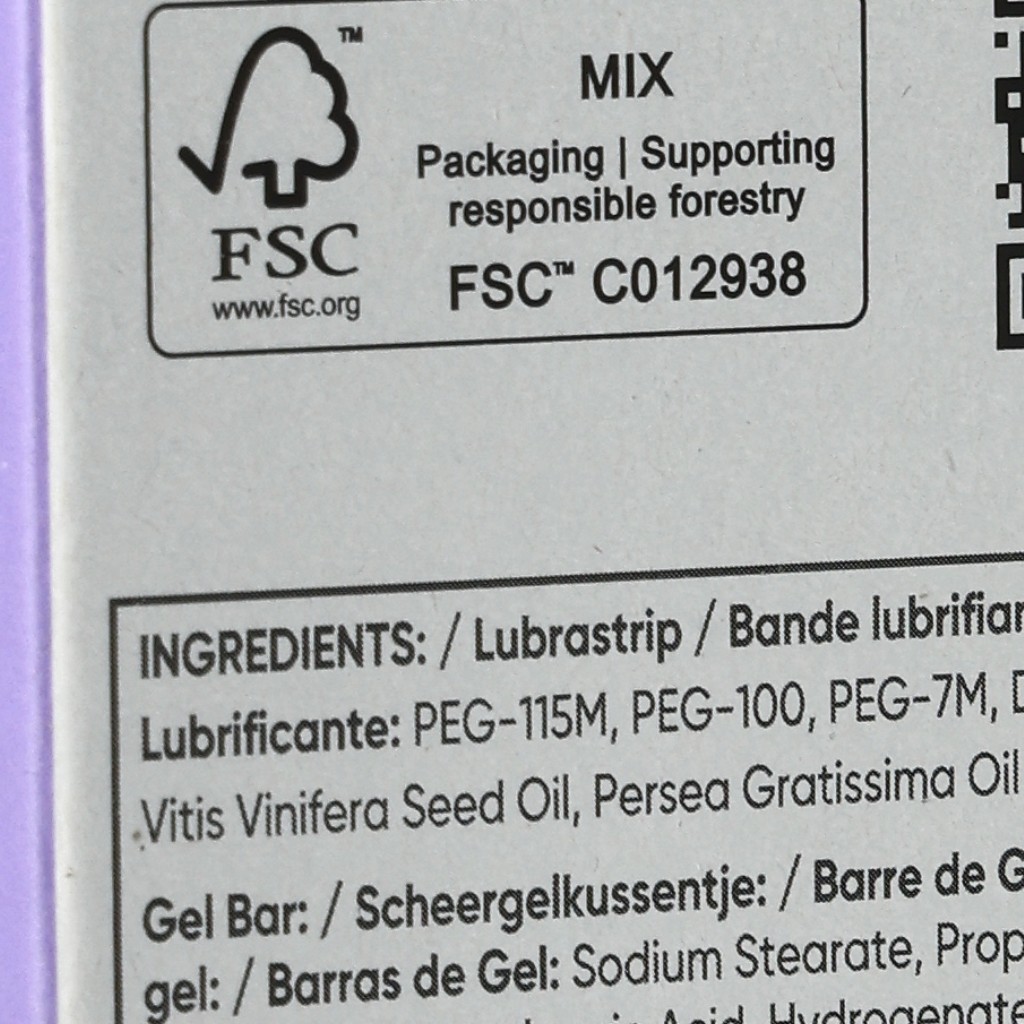 TM
MIX
Packaging | Supporting
responsible forestry
FSC
FSC™ C012938
www.fsc.org
INGREDIENTS: / Lubrastrip / Bande
Lubrificante: PEG-115M, PEG-100, PEG-7M,
Vitis Vinifera Seed Oil, Persea Gratissima Oil
Gel Bar: / Scheergelkussentje: / Barre de
gel: / Barras de Gel: Sodium Stearate,
Acid,